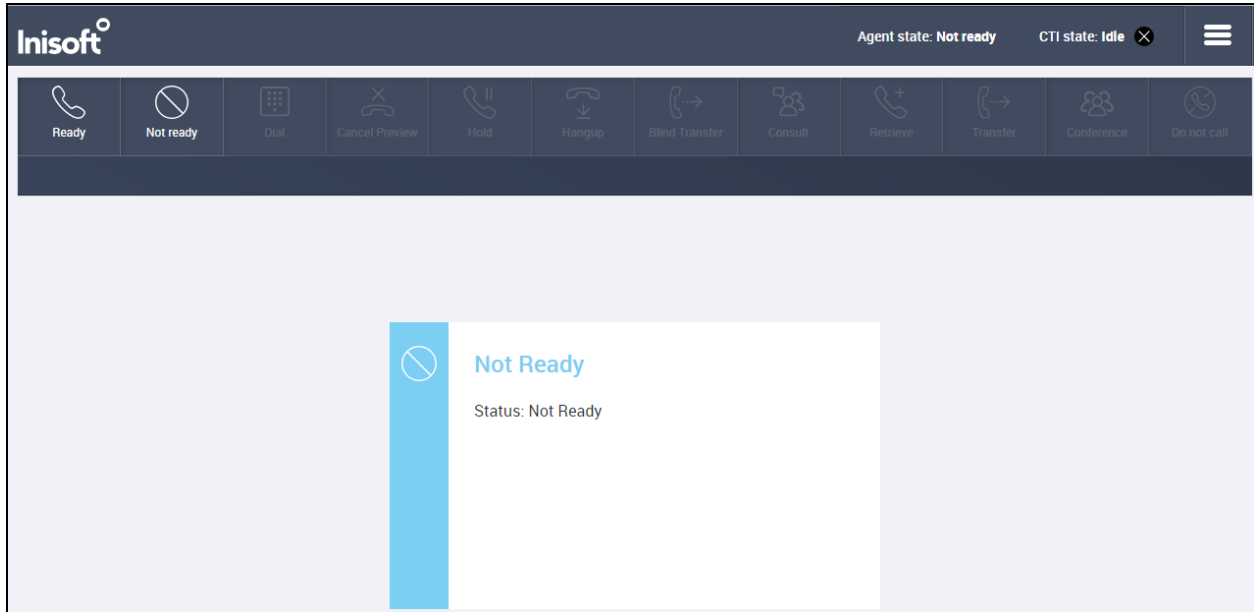 Inisoft
Agent state: Not ready CTI state: Idle
Ready Not ready Dial Cancel Preview Hold Hangup Blind Transfer Consult Retrieve Transfer Conference Do not call
Not Ready
Status: Not Ready